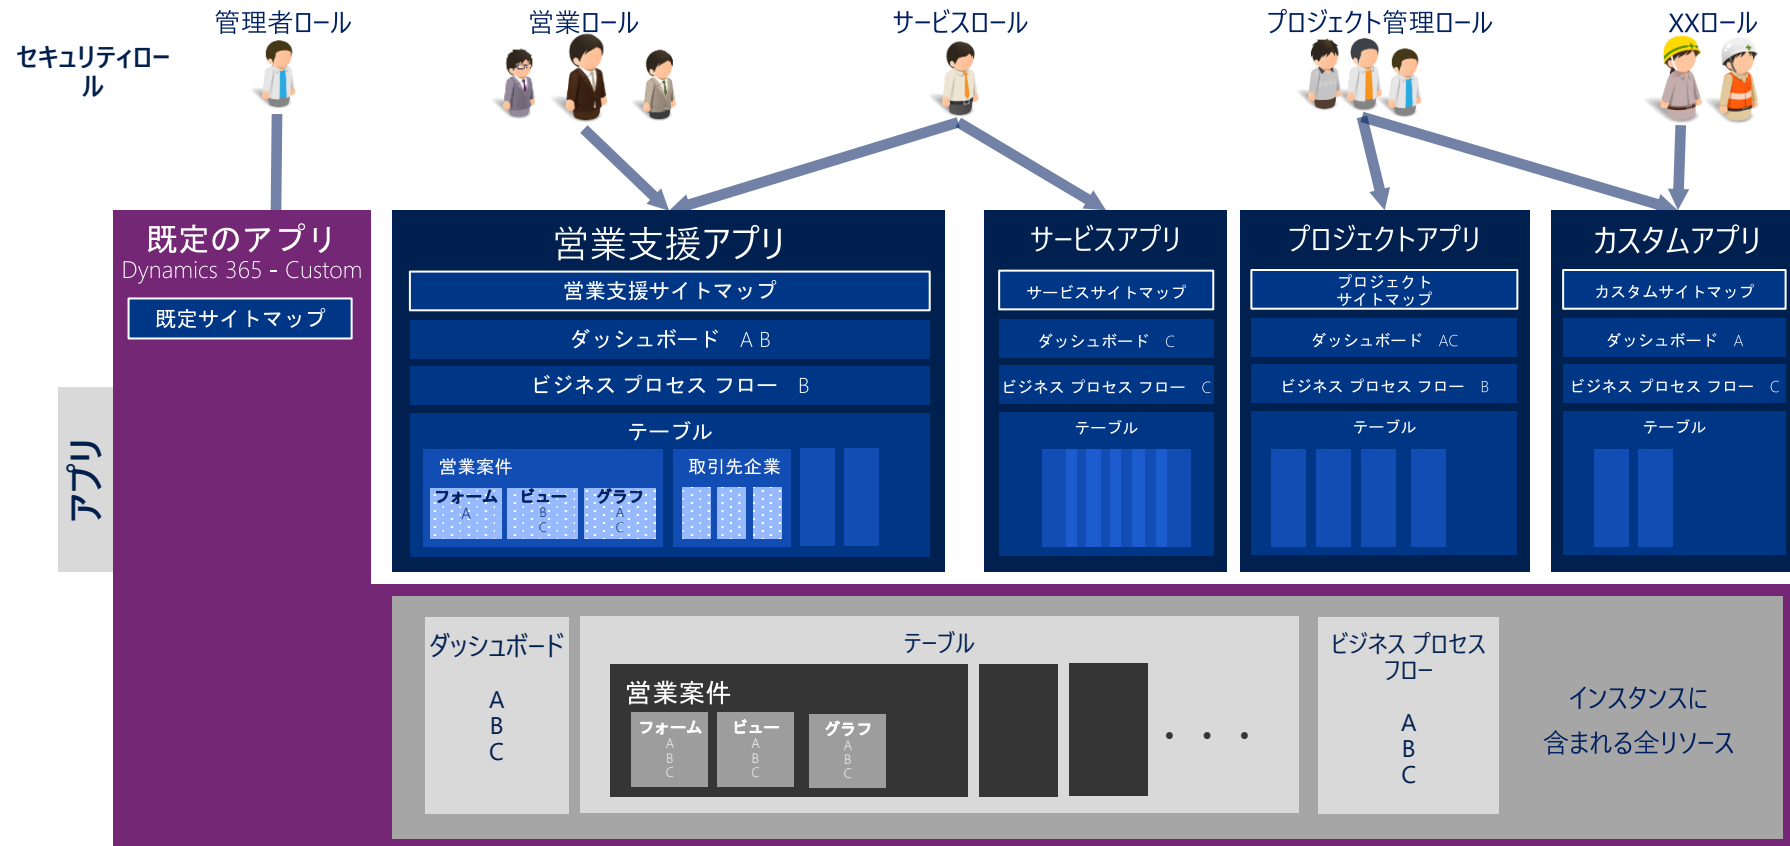 セキュリティロー
ル
管理者ロール
営業ロール
サービスロール
プロジェクト管理ロール
XXロール
アプリ
既定のアプリ
Dynamics 365 - Custom
既定サイトマップ
営業支援アプリ
営業支援サイトマップ
ダッシュボード A B
ビジネス プロセス フロー B
テーブル
営業案件
フォーム
A
ビュー
B
C
グラフ
A
C
取引先企業
サービスアプリ
サービスサイトマップ
ダッシュボード C
ビジネス プロセス フロー C
テーブル
プロジェクトアプリ
プロジェクト
サイトマップ
ダッシュボード AC
ビジネス プロセス フロー B
テーブル
カスタムアプリ
カスタムサイトマップ
ダッシュボード A
ビジネス プロセス フロー C
テーブル
ダッシュボード
A
B
C
テーブル
営業案件
フォーム
A
B
C
ビュー
A
B
C
グラフ
A
B
C
・・・
ビジネス プロセス
フロー
A
B
C
インスタンスに
含まれる全リソース